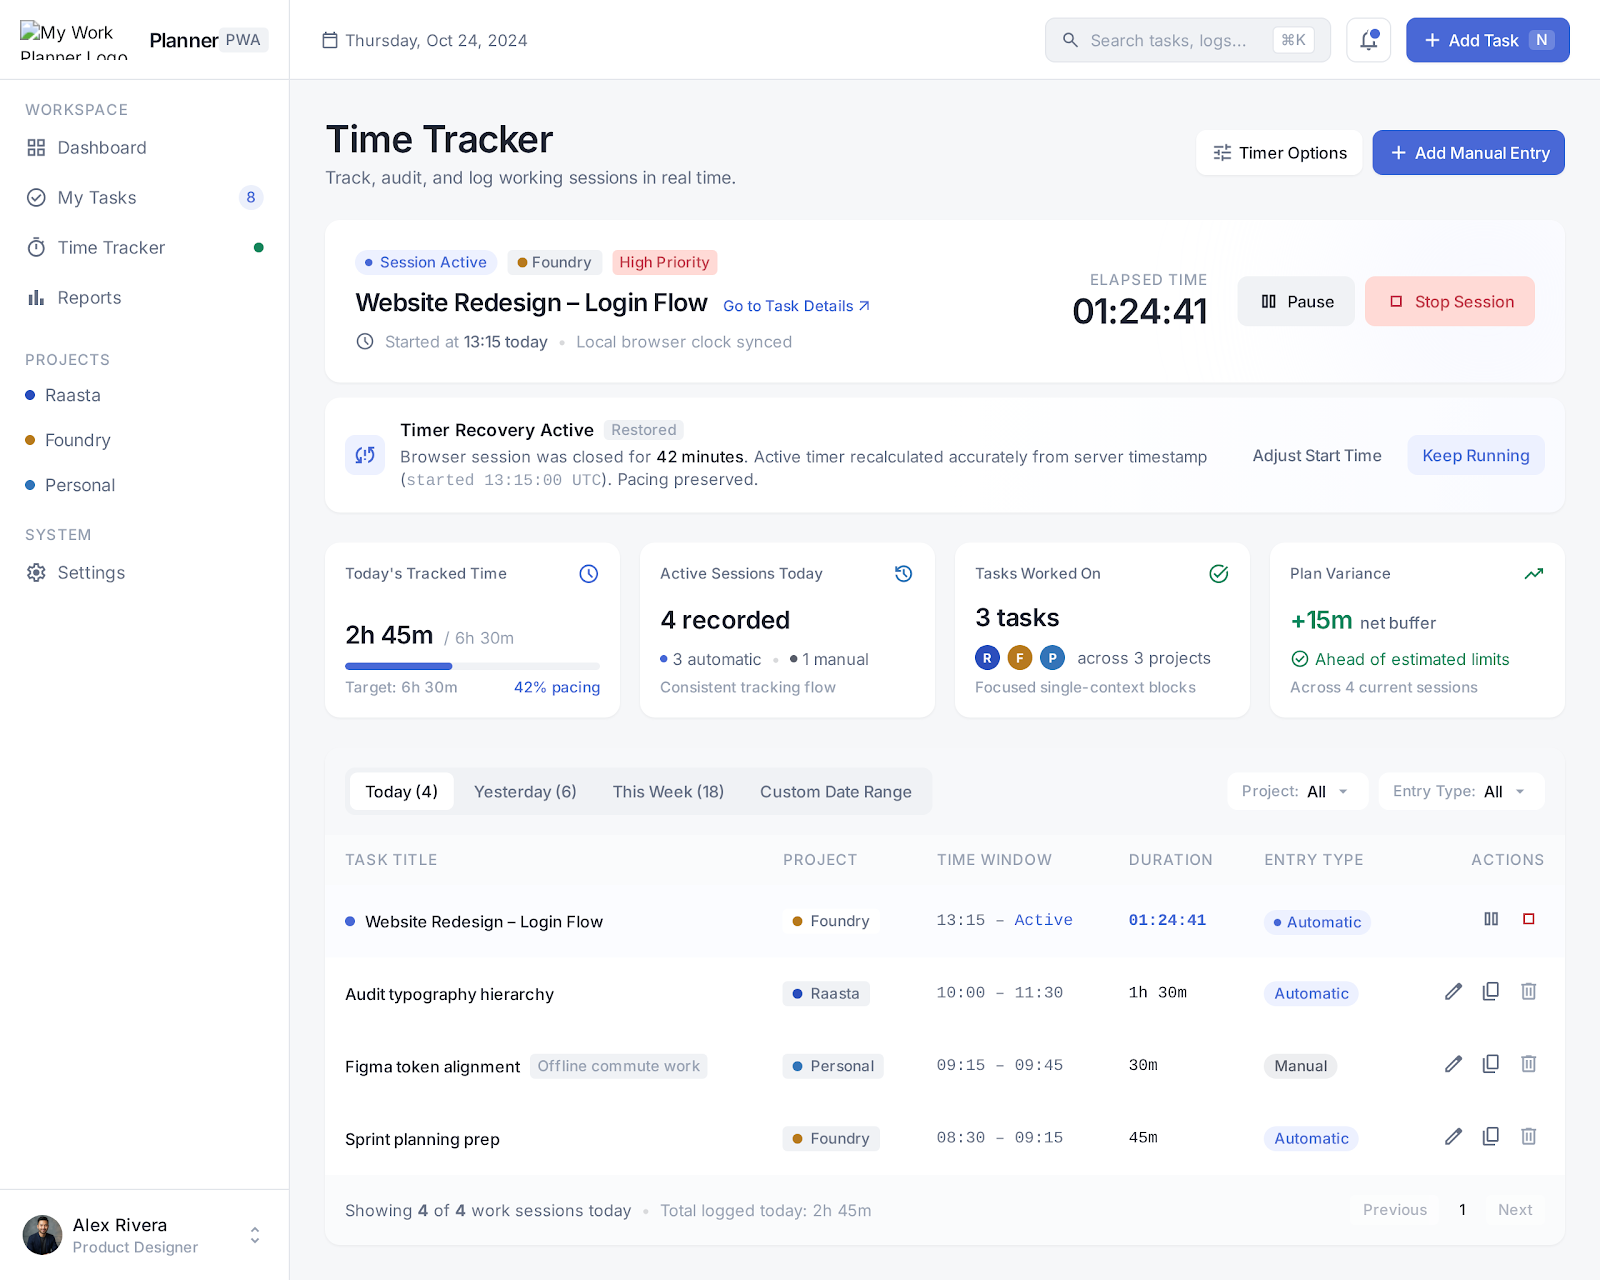 My Work Planner Logo
Planner PWA
Thursday, Oct 24, 2024
Search tasks, logs... ⌘K
Add Task N
WORKSPACE
Dashboard
My Tasks 8
Time Tracker
Reports
PROJECTS
Raasta
Foundry
Personal
SYSTEM
Settings
Alex Rivera
Product Designer
Time Tracker
Track, audit, and log working sessions in real time.
Timer Options
Add Manual Entry
Session Active Foundry High Priority
Website Redesign – Login Flow Go to Task Details
Started at 13:15 today • Local browser clock synced
ELAPSED TIME
01:24:41
Pause
Stop Session
Timer Recovery Active Restored
Browser session was closed for 42 minutes. Active timer recalculated accurately from server timestamp
(started 13:15:00 UTC). Pacing preserved.
Adjust Start Time
Keep Running
Today's Tracked Time
2h 45m / 6h 30m
Target: 6h 30m 42% pacing
Active Sessions Today
4 recorded
3 automatic • 1 manual
Consistent tracking flow
Tasks Worked On
3 tasks
R F P across 3 projects
Focused single-context blocks
Plan Variance
+15m net buffer
Ahead of estimated limits
Across 4 current sessions
Today (4) Yesterday (6) This Week (18) Custom Date Range
Project: All Entry Type: All
TASK TITLE PROJECT TIME WINDOW DURATION ENTRY TYPE ACTIONS
Website Redesign – Login Flow Foundry 13:15 – Active 01:24:41 Automatic
Audit typography hierarchy Raasta 10:00 – 11:30 1h 30m Automatic
Figma token alignment Offline commute work Personal 09:15 – 09:45 30m Manual
Sprint planning prep Foundry 08:30 – 09:15 45m Automatic
Showing 4 of 4 work sessions today • Total logged today: 2h 45m
Previous 1 Next